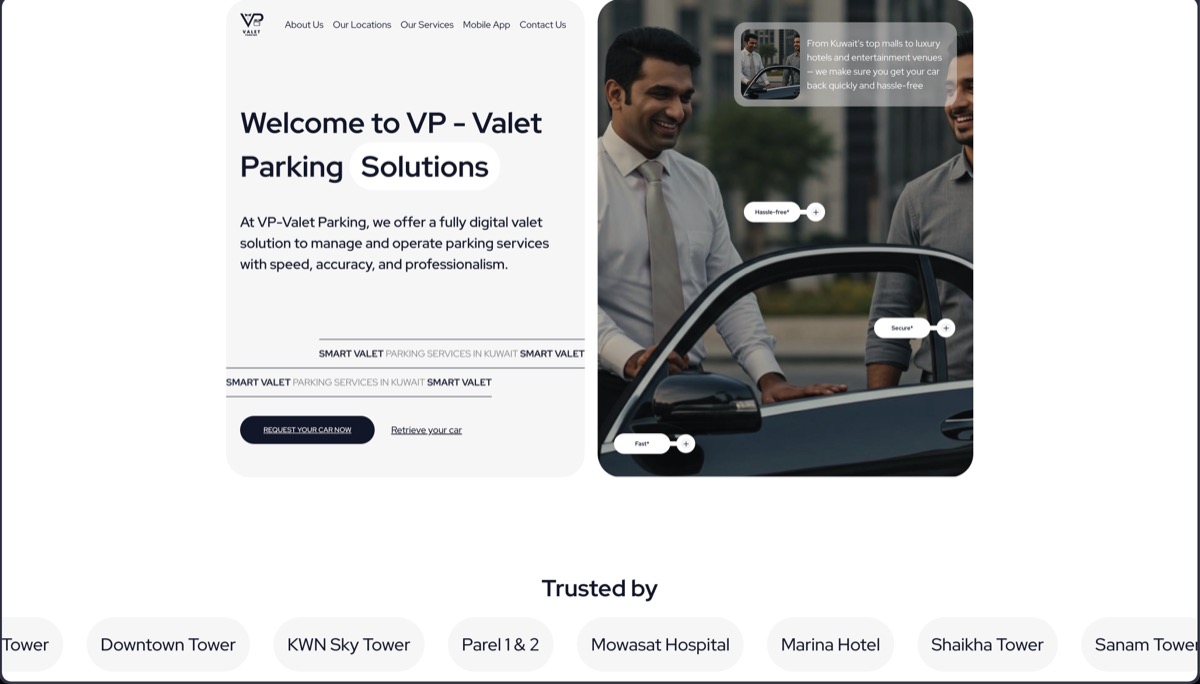 VP
VALET
About Us Our Locations Our Services Mobile App Contact Us
Welcome to VP - Valet
Parking Solutions
At VP-Valet Parking, we offer a fully digital valet
solution to manage and operate parking services
with speed, accuracy, and professionalism.
SMART VALET PARKING SERVICES IN KUWAIT SMART VALET
SMART VALET PARKING SERVICES IN KUWAIT SMART VALET
REQUEST YOUR CAR NOW Retrieve your car
From Kuwait's top malls to luxury
hotels and entertainment venues
– we make sure you get your car
back quickly and hassle-free
Hassle-free*
Secure*
Fast*
Trusted by
Tower Downtown Tower KWN Sky Tower Parel 1 & 2 Mowasat Hospital Marina Hotel Shaikha Tower Sanam Tower